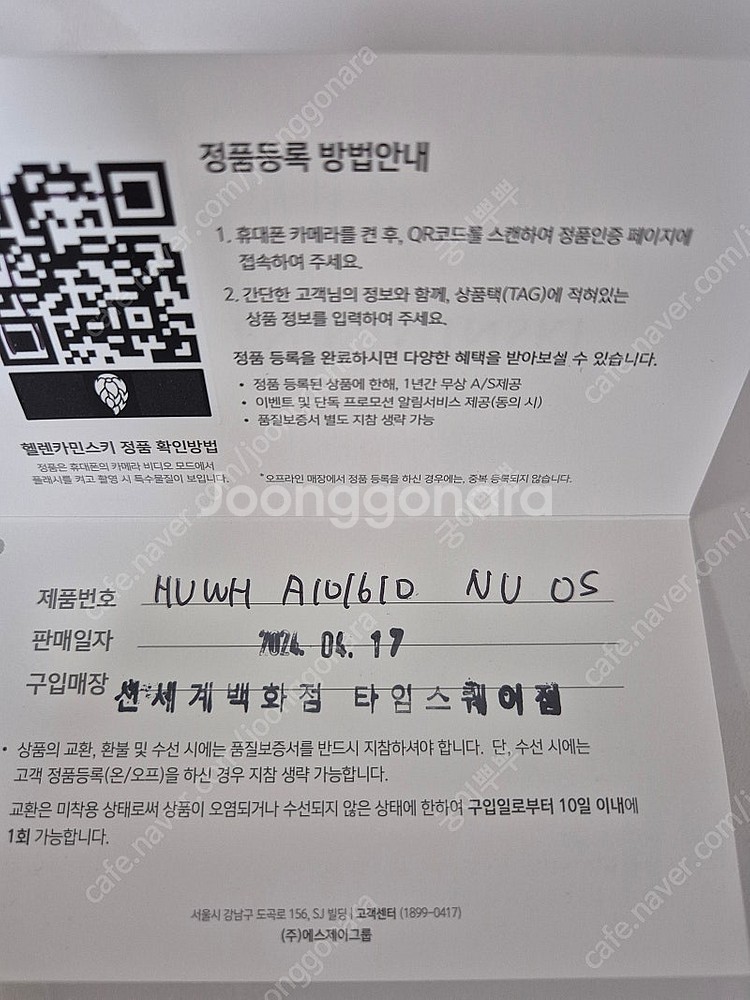 정품등록 방법안내
1. 휴대폰 카메라를 켠 후, QR코드를 스캔하여 정품인증 페이지에
접속하여 주세요.
2. 간단한 고객님의 정보와 함께, 상품택(TAG)에 적혀있는
상품 정보를 입력하여 주세요.
정품 등록을 완료하시면 다양한 혜택을 받아보실 수 있습니다.
• 정품 등록된 상품에 한해, 1년간 무상 A/S제공
• 이벤트 및 단독 프로모션 알림서비스 제공(동의 시)
• 품질보증서 별도 지참 생략 가능
헬렌카민스키 정품 확인방법
정품은 휴대폰의 카메라 비디오 모드에서
플래시를 켜고 촬영 시 특수물질이 보입니다.
*오프라인 매장에서 정품 등록을 하신 경우에는, 중복 등록되지 않습니다.
Joonggonara
제품번호 HUWH A10161D NU OS
판매일자 2024. 04. 17
구입매장 신세계백화점 타임스퀘어점
• 상품의 교환, 환불 및 수선 시에는 품질보증서를 반드시 지참하셔야 합니다. 단, 수선 시에는
고객 정품등록(온/오프)을 하신 경우 지참 생략 가능합니다.
교환은 미착용 상태로써 상품이 오염되거나 수선되지 않은 상태에 한하여 구입일로부터 10일 이내에
1회 가능합니다.
서울시 강남구 도곡로 156, SJ 빌딩 | 고객센터 (1899-0417)
(주)에스제이그룹